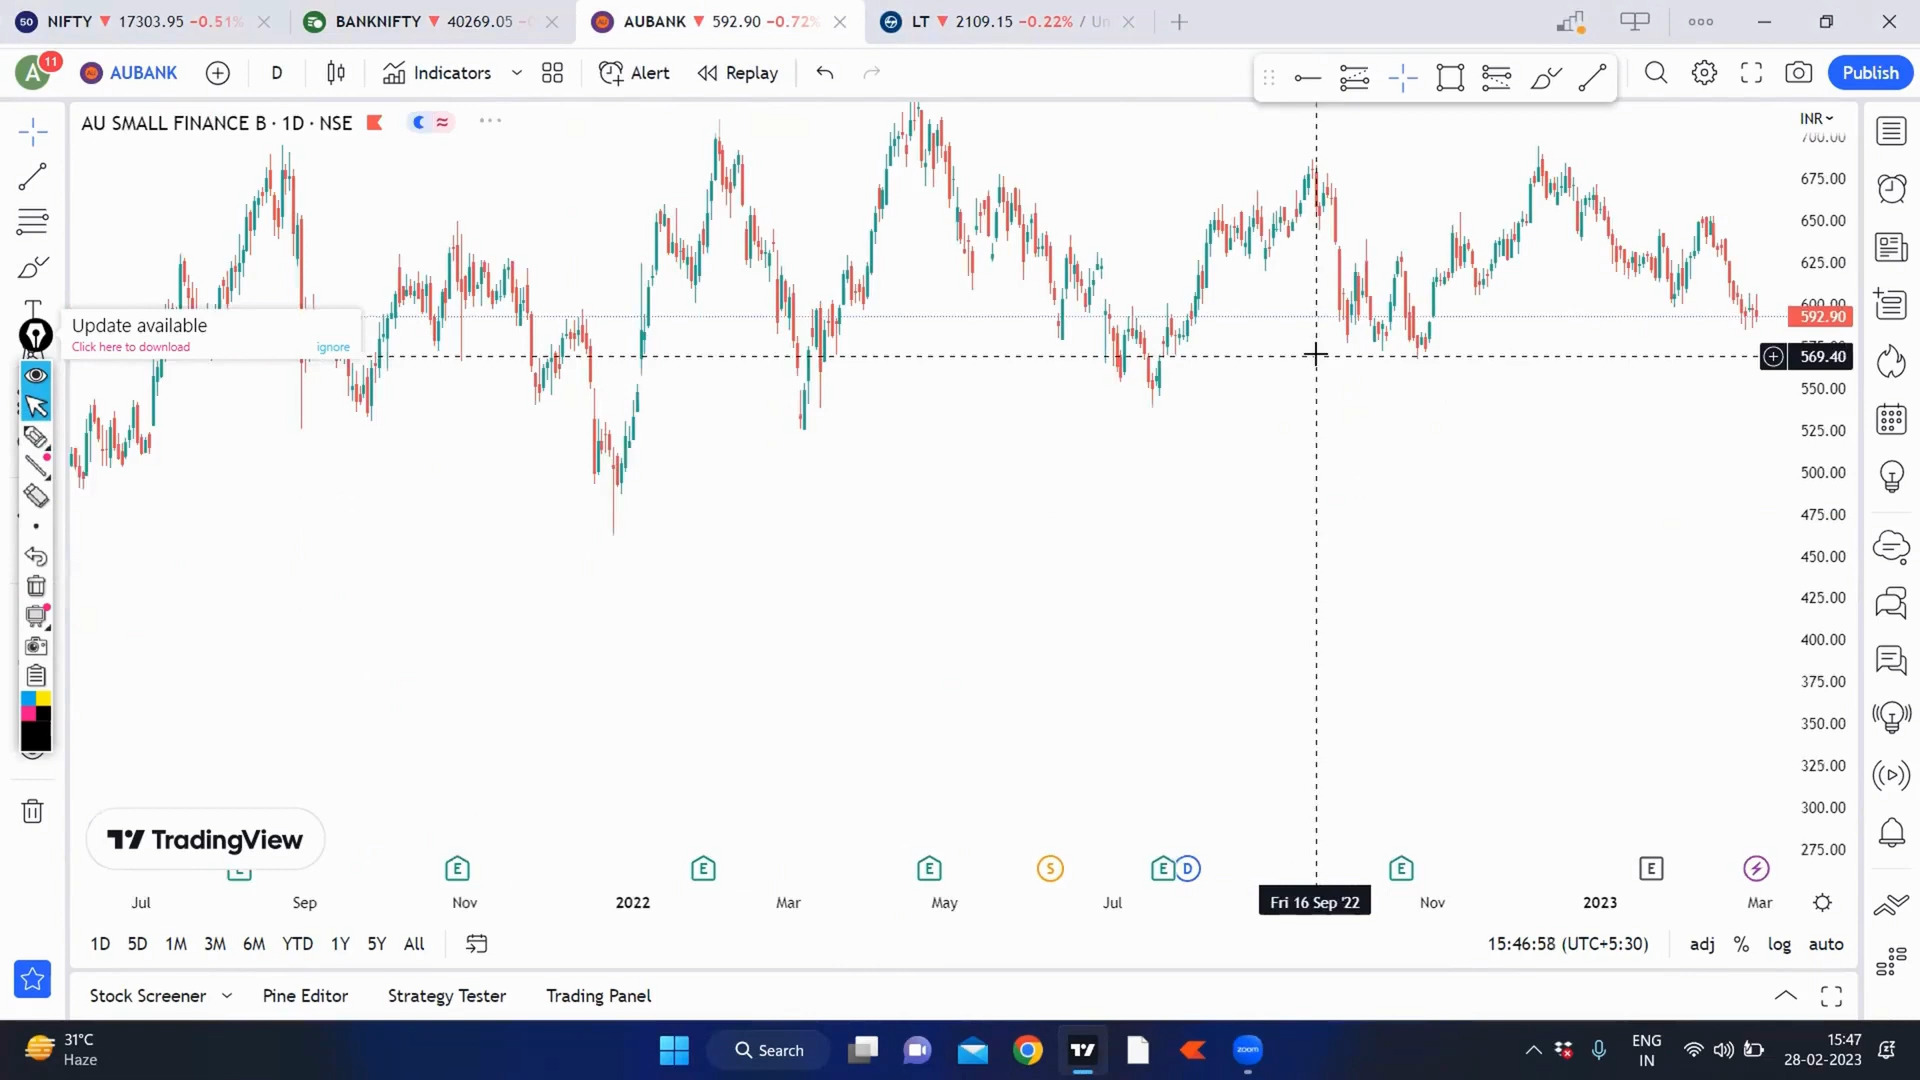 NIFTY 17303.95 -0.51%
BANKNIFTY 40269.05
AUBANK 592.90 -0.72%
LT 2109.15 -0.22% / Un
A 11
AUBANK
D
Indicators
Alert
Replay
Publish
AU SMALL FINANCE B · 1D · NSE
INR
700.00
675.00
650.00
625.00
600.00
592.90
569.40
550.00
525.00
500.00
475.00
450.00
425.00
400.00
375.00
350.00
325.00
300.00
275.00
Update available
Click here to download ignore
TradingView
E E E E S E D E E
Jul Sep Nov 2022 Mar May Jul Fri 16 Sep '22 Nov 2023 Mar
1D 5D 1M 3M 6M YTD 1Y 5Y All
15:46:58 (UTC+5:30) adj % log auto
Stock Screener Pine Editor Strategy Tester Trading Panel
31°C
Haze
Search
zoom
ENG
IN
15:47
28-02-2023